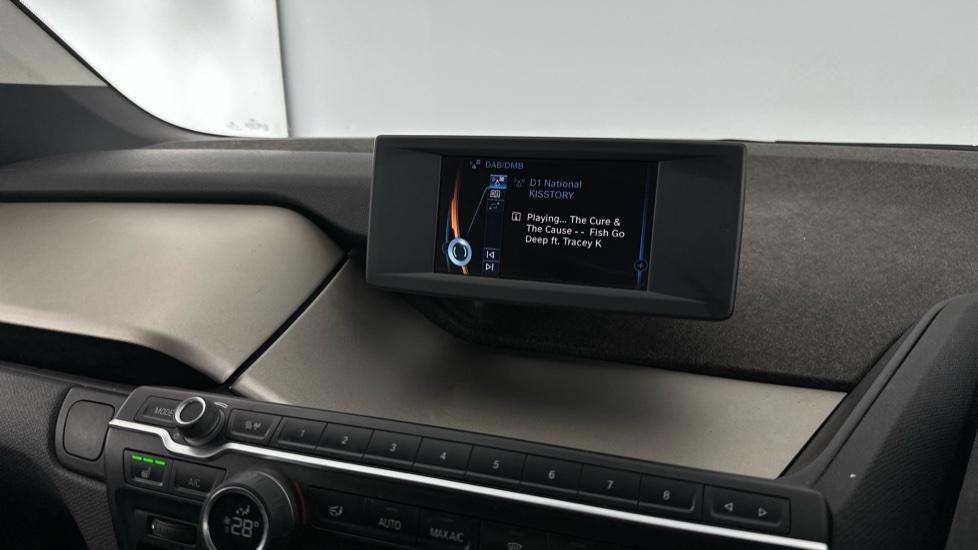 DAB/DMB
D1 National
KISSTORY
Playing... The Cure &
The Cause - - Fish Go
Deep ft. Tracey K
MODE
1 2 3 4 5 6 7 8
A/C
28°
AUTO
MAX A/C